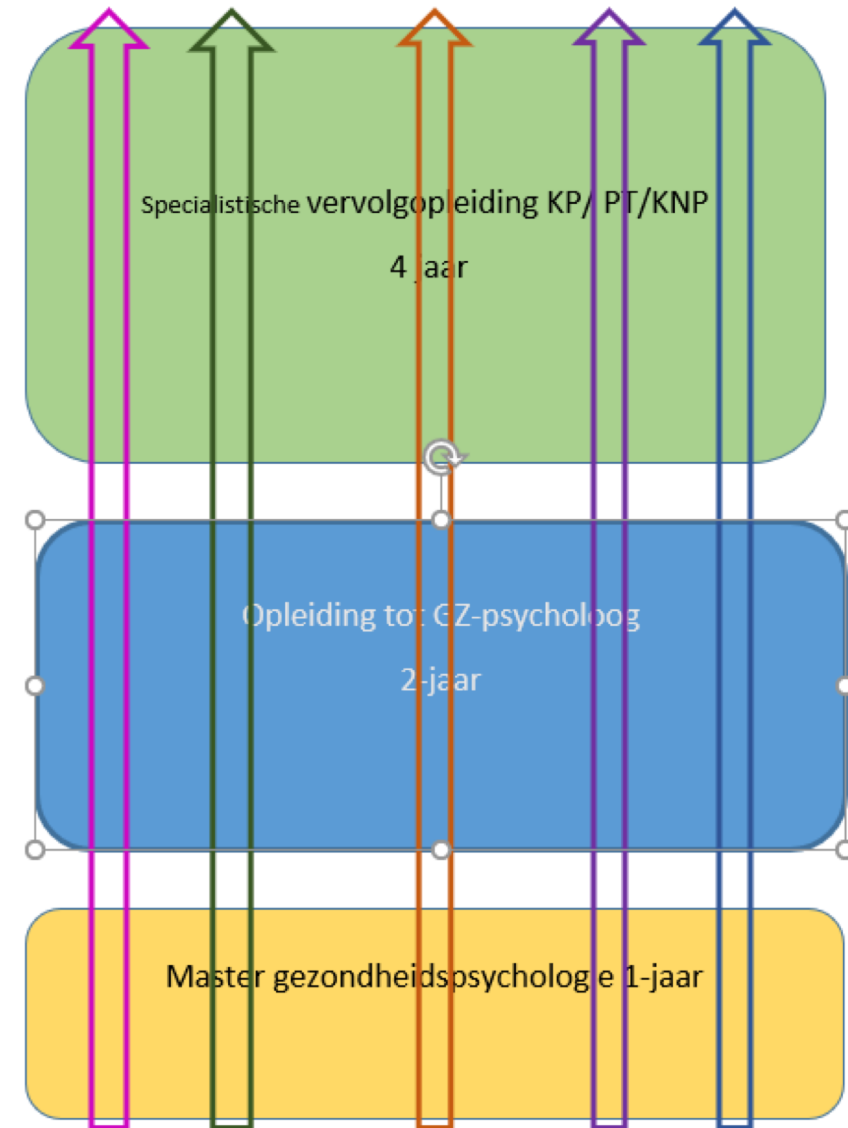 Specialistische vervolgopleiding KP/ PT/KNP
4 jaar
Opleiding tot GZ-psycholoog
2-jaar
Master gezondheidspsychologie 1-jaar